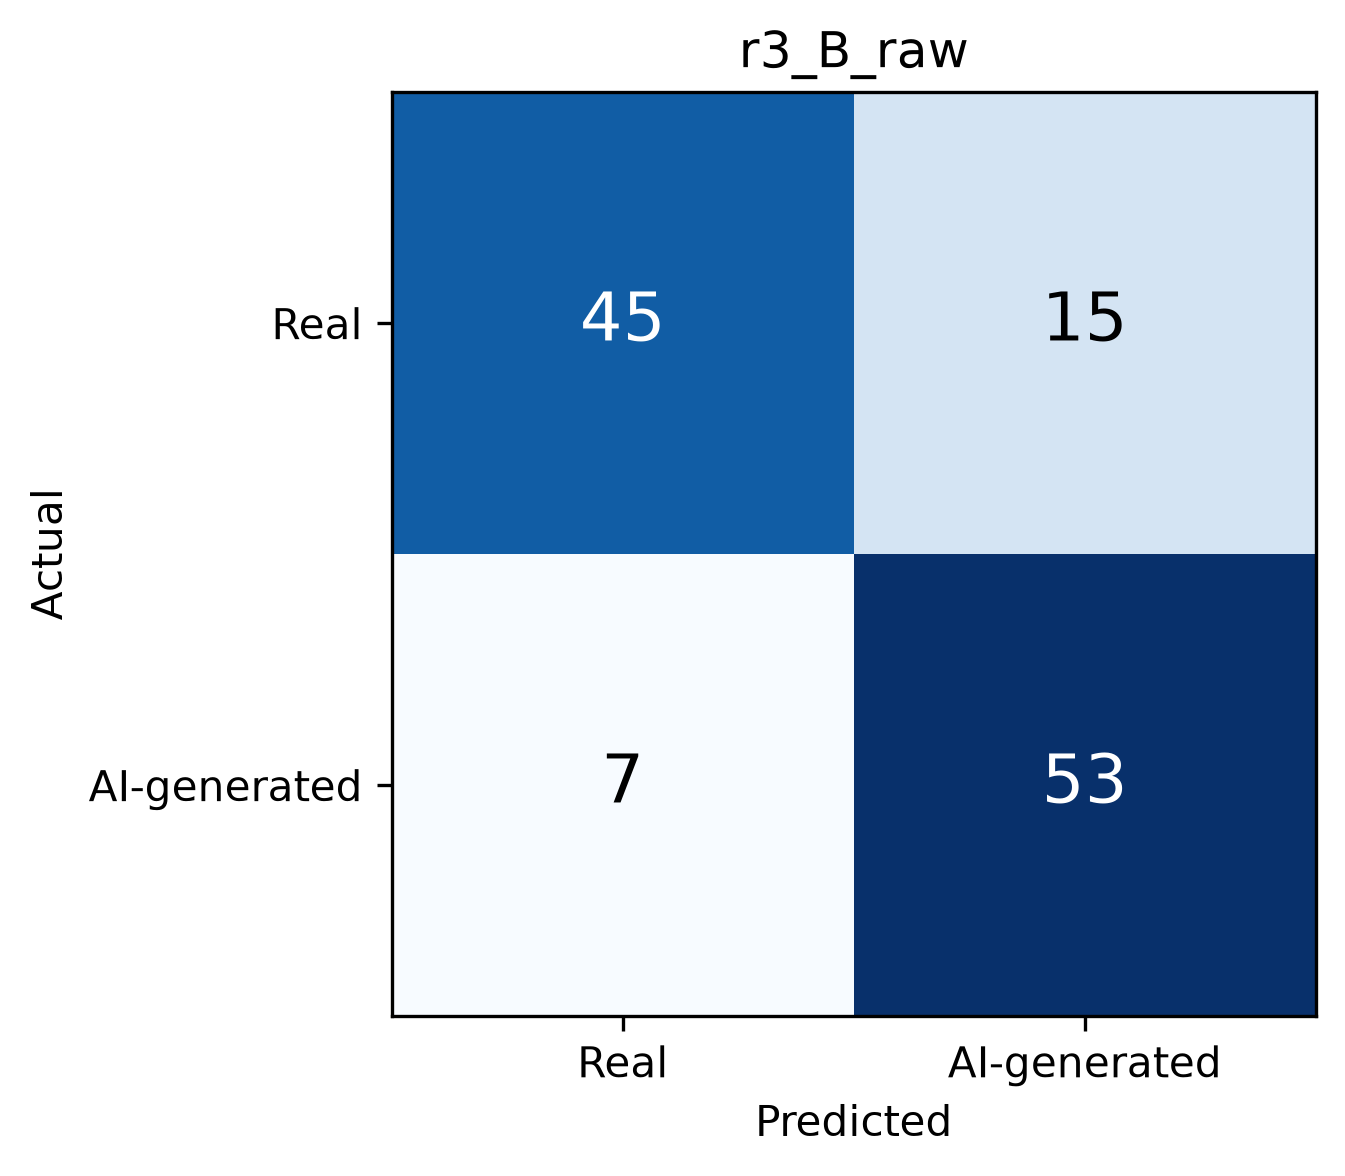 r3_B_raw
Real
45
15
Actual
AI-generated
7
53
Real
AI-generated
Predicted